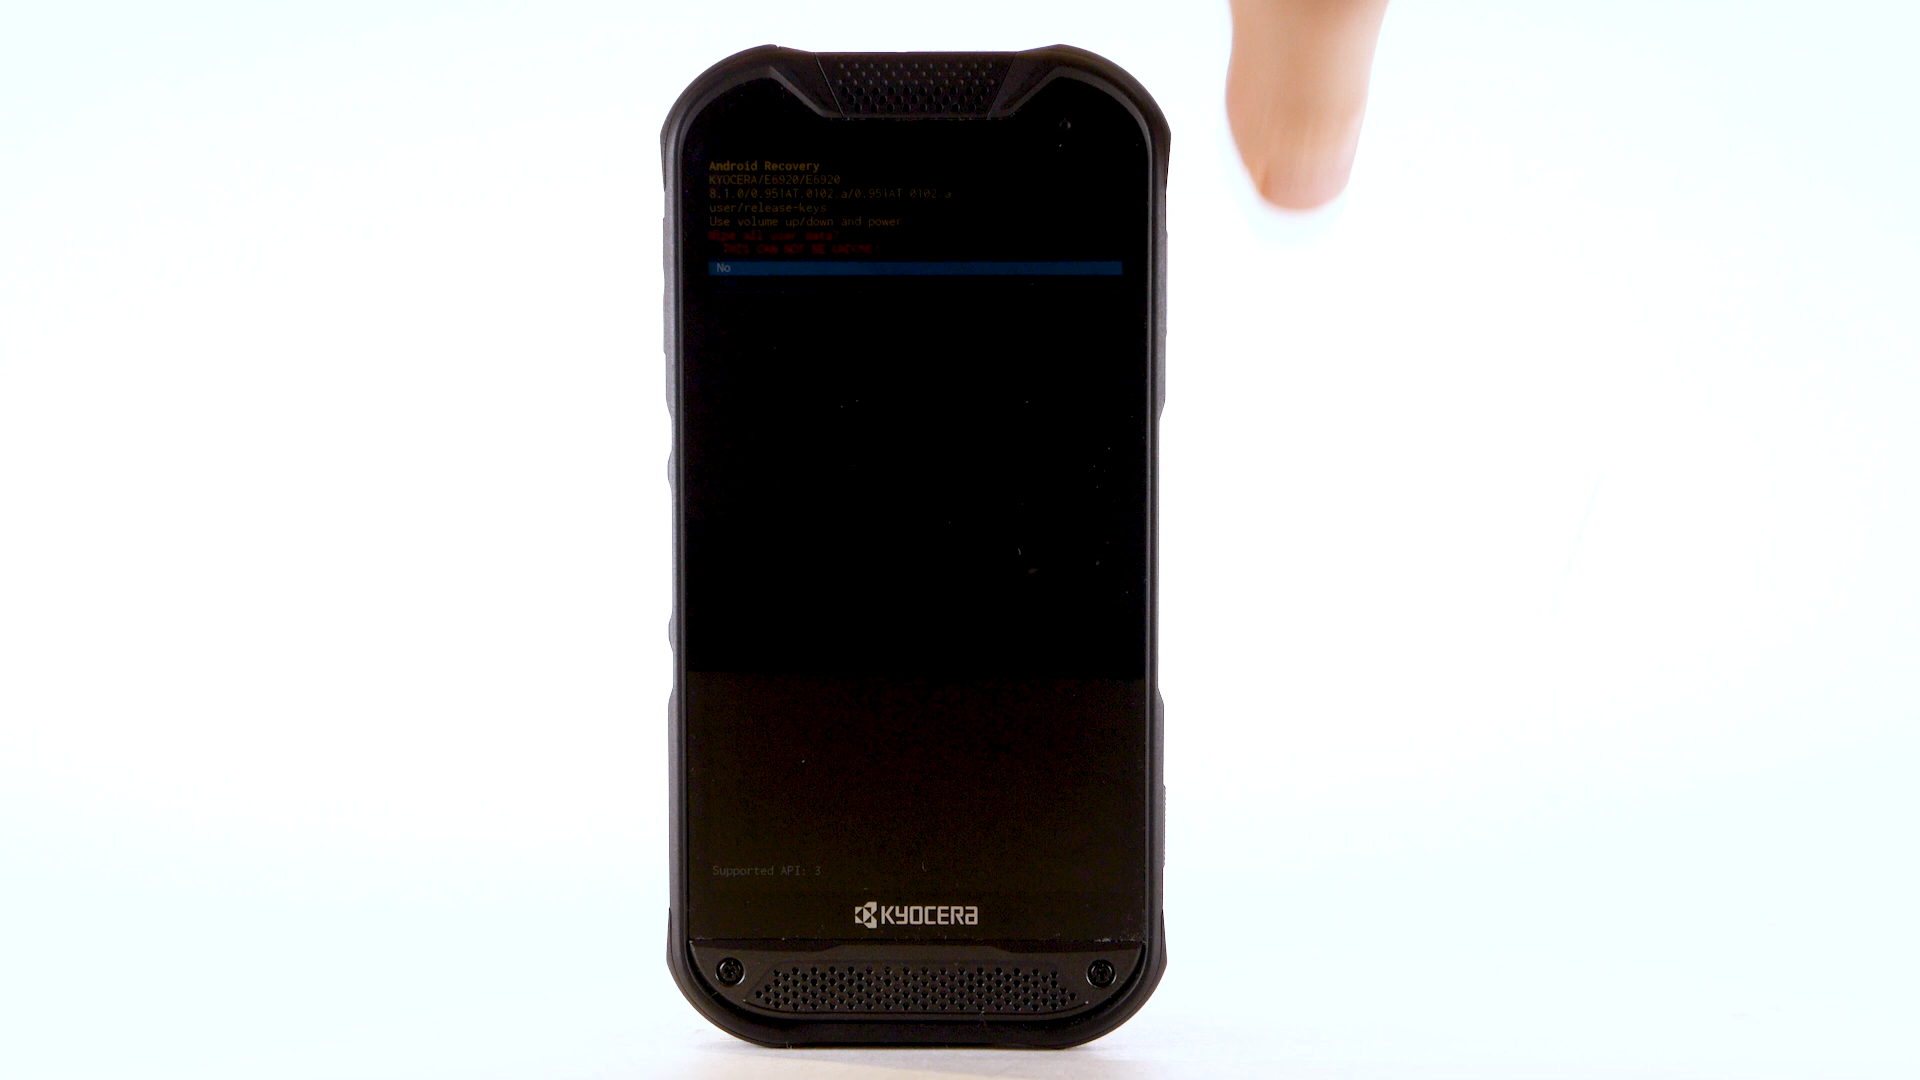 Android Recovery
KYOCERA/E6920/E6920
8.1.0/0.951AT.0102.a/0.951AT.0102.a
user/release-keys
Use volume up/down and power
Wipe all user data?
THIS CAN NOT BE UNDONE
No
Supported API: 3
KYOCERA